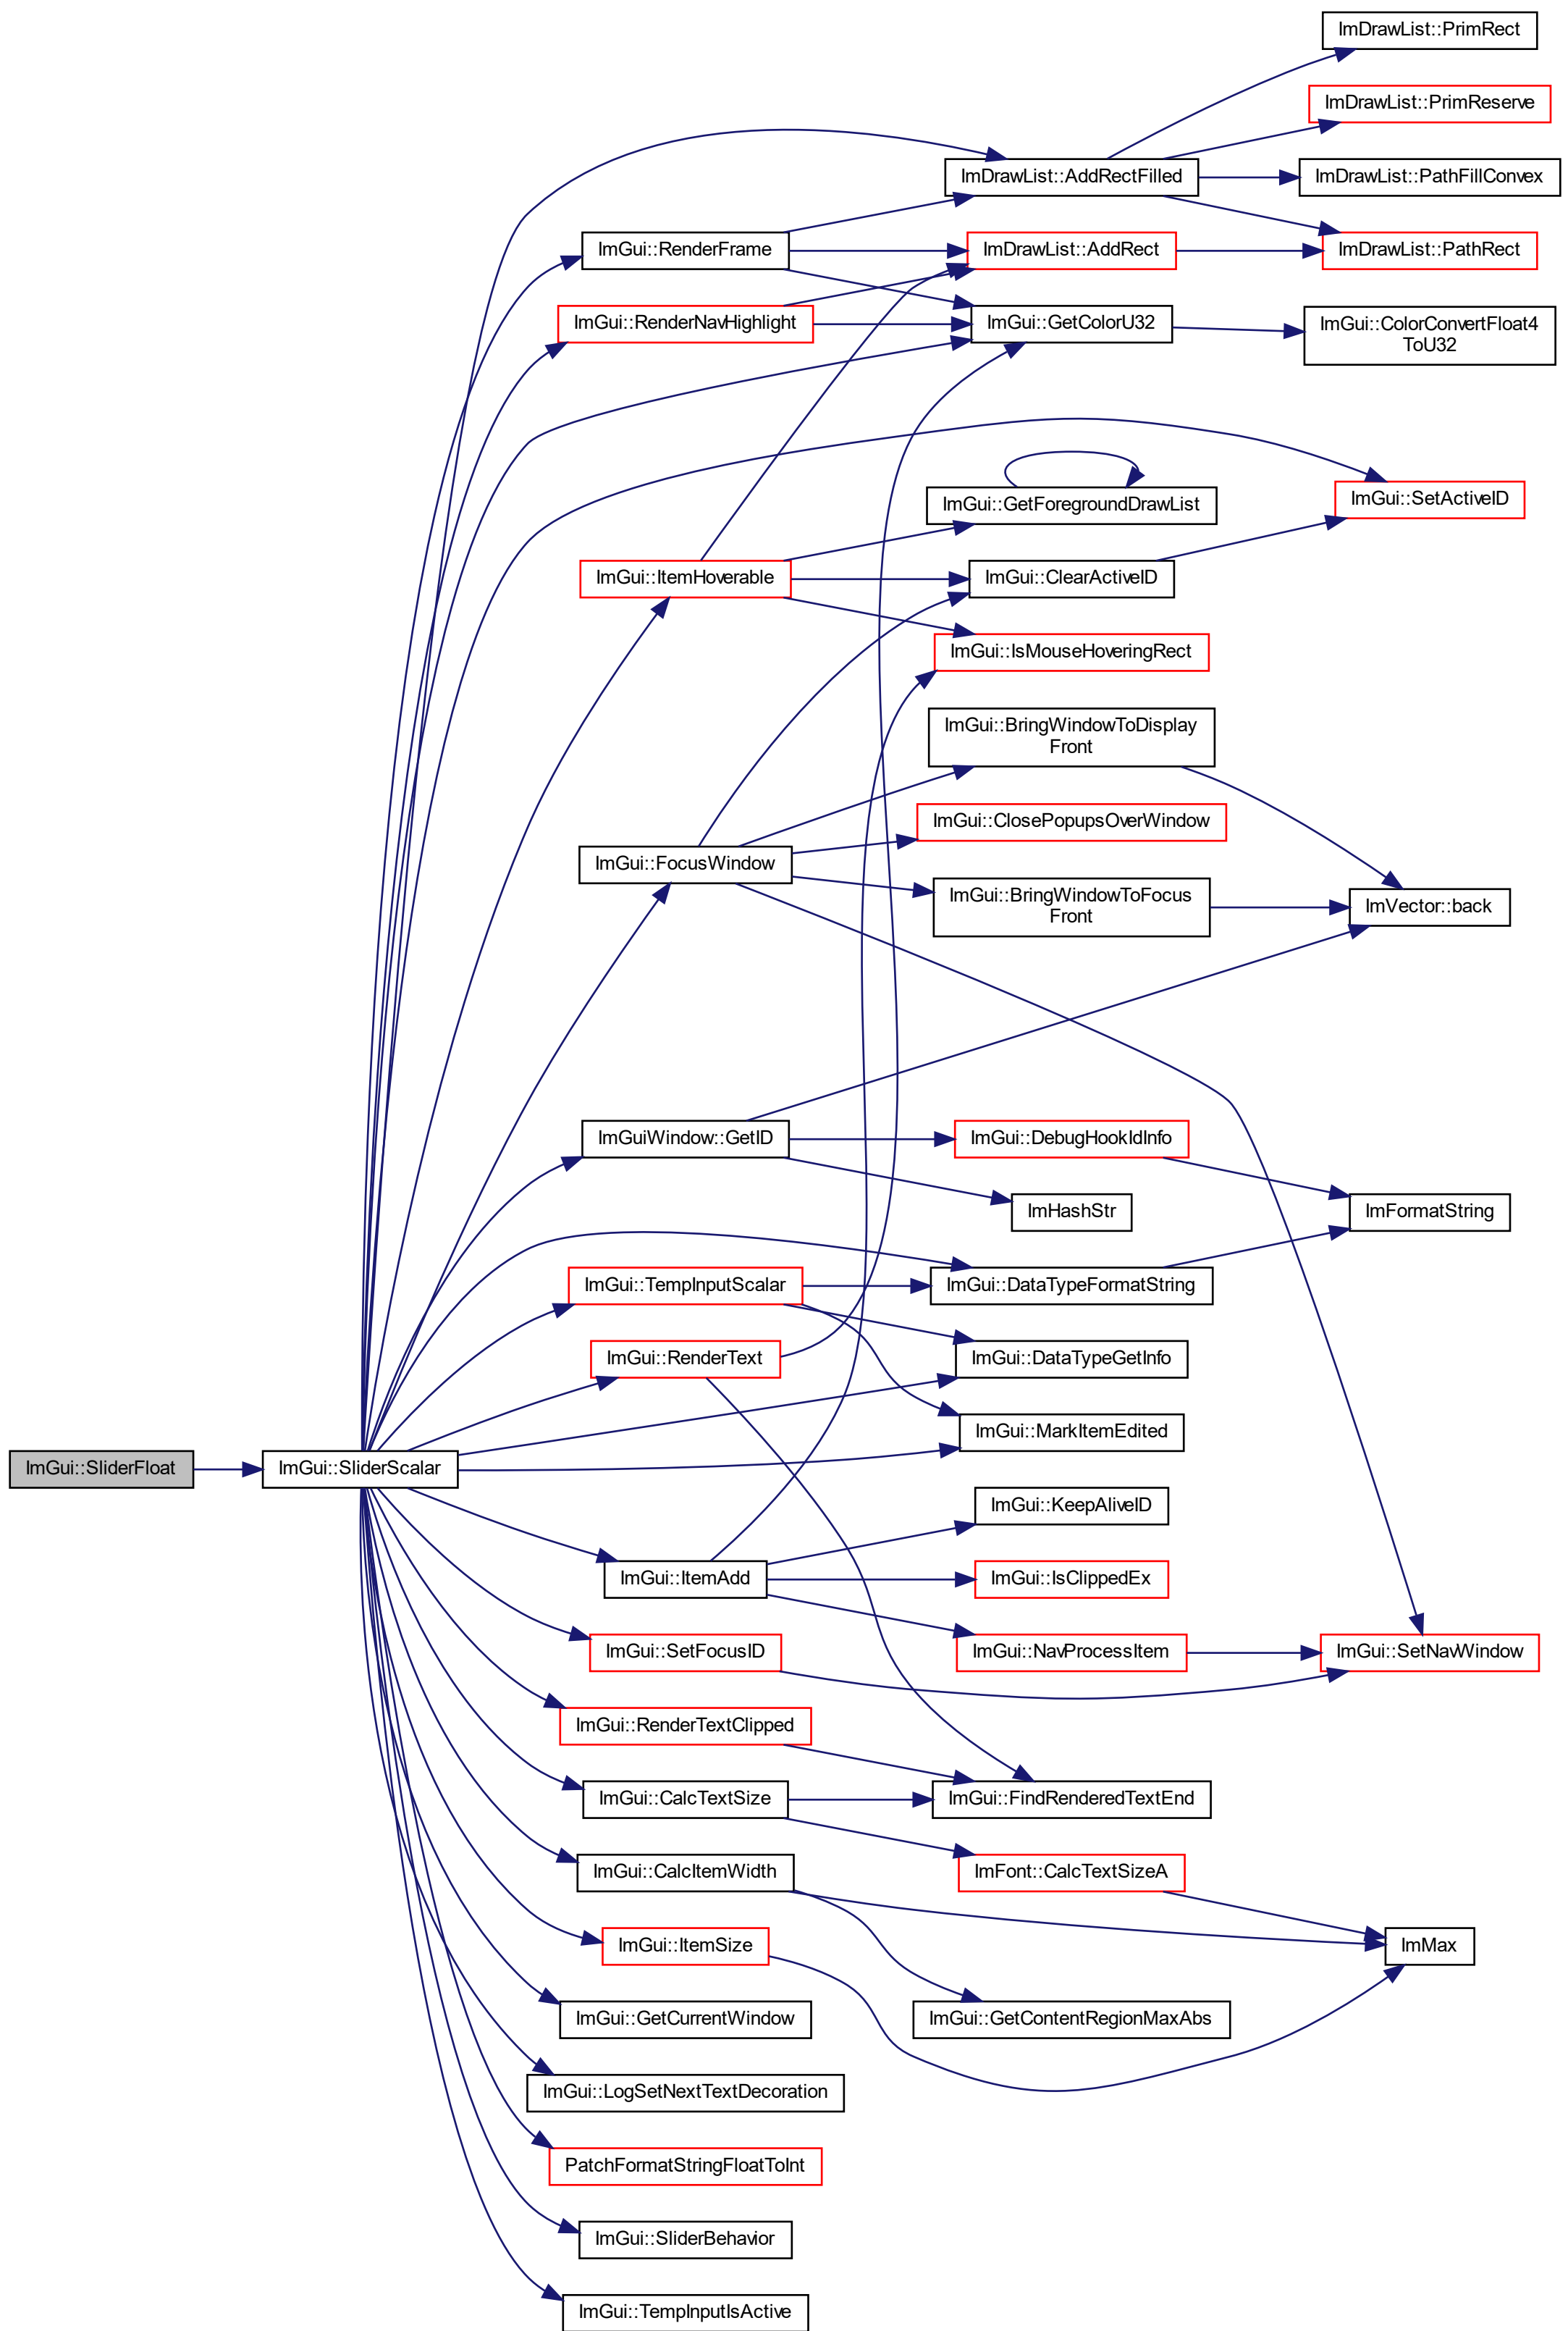 ImDrawList::PrimRect
ImDrawList::PrimReserve
ImDrawList::AddRectFilled
ImDrawList::PathFillConvex
ImGui::RenderFrame
ImDrawList::AddRect
ImDrawList::PathRect
ImGui::RenderNavHighlight
ImGui::GetColorU32
ImGui::ColorConvertFloat4
ToU32
ImGui::GetForegroundDrawList
ImGui::SetActiveID
ImGui::ItemHoverable
ImGui::ClearActiveID
ImGui::IsMouseHoveringRect
ImGui::BringWindowToDisplay
Front
ImGui::ClosePopupsOverWindow
ImGui::FocusWindow
ImGui::BringWindowToFocus
Front
ImVector::back
ImGuiWindow::GetID
ImGui::DebugHookIdInfo
ImHashStr
ImFormatString
ImGui::TempInputScalar
ImGui::DataTypeFormatString
ImGui::RenderText
ImGui::DataTypeGetInfo
ImGui::MarkItemEdited
ImGui::SliderFloat
ImGui::SliderScalar
ImGui::KeepAliveID
ImGui::ItemAdd
ImGui::IsClippedEx
ImGui::SetFocusID
ImGui::NavProcessItem
ImGui::SetNavWindow
ImGui::RenderTextClipped
ImGui::CalcTextSize
ImGui::FindRenderedTextEnd
ImGui::CalcItemWidth
ImFont::CalcTextSizeA
ImGui::ItemSize
ImMax
ImGui::GetCurrentWindow
ImGui::GetContentRegionMaxAbs
ImGui::LogSetNextTextDecoration
PatchFormatStringFloatToInt
ImGui::SliderBehavior
ImGui::TempInputIsActive